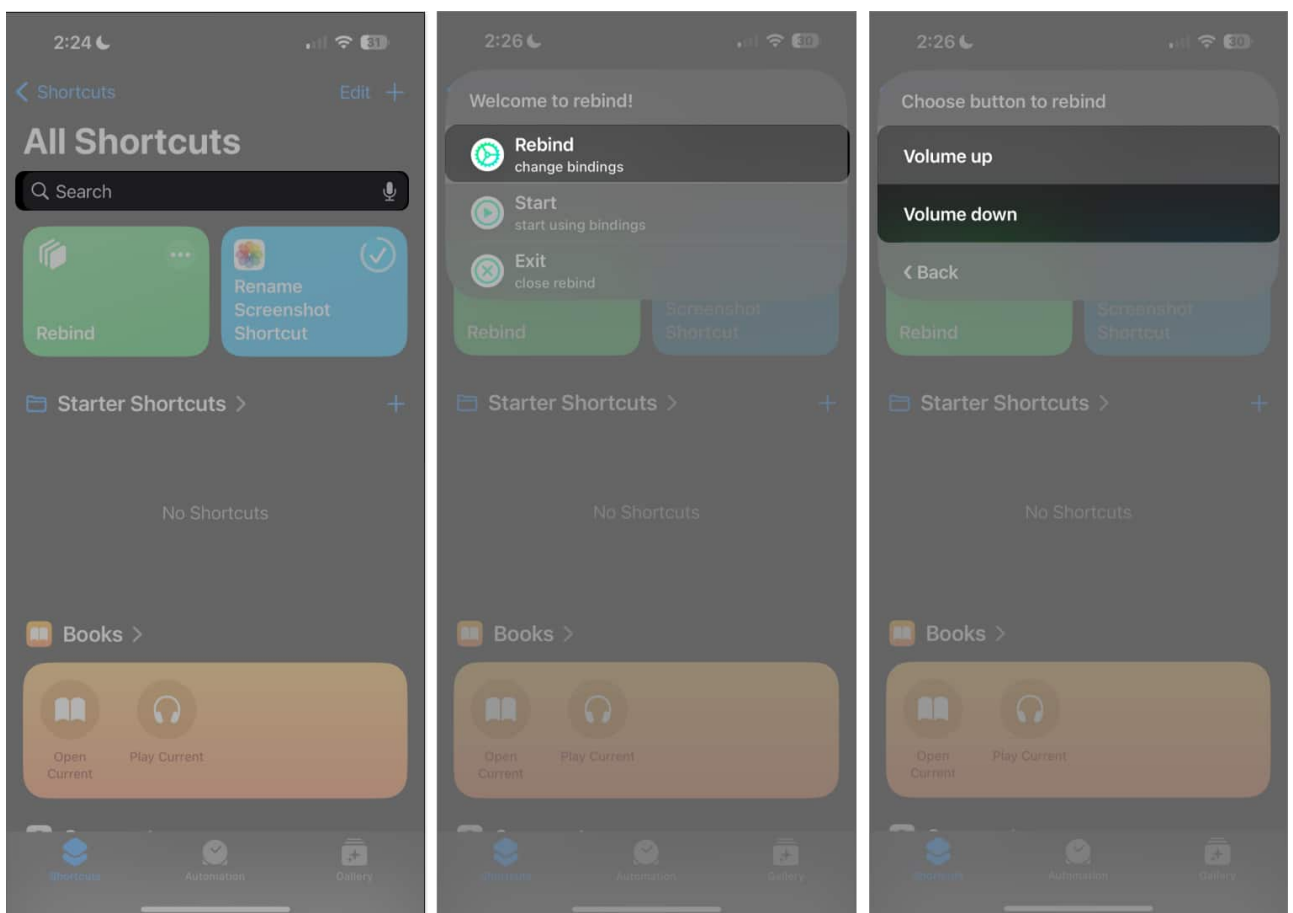 2:24
31
Shortcuts
Edit
All Shortcuts
Search
Rebind
Rename
Screenshot
Shortcut
Starter Shortcuts
No Shortcuts
Books
Open
Current
Play Current
Shortcuts
Automation
Gallery
2:26
30
Welcome to rebind!
Rebind
change bindings
Start
start using bindings
Exit
close rebind
Screenshot
Rebind
Shortcut
Starter Shortcuts
No Shortcuts
Books
Open
Current
Play Current
Shortcuts
Automation
Gallery
2:26
30
Choose button to rebind
Volume up
Volume down
Back
Screenshot
Rebind
Shortcut
Starter Shortcuts
No Shortcuts
Books
Open
Current
Play Current
Shortcuts
Automation
Gallery